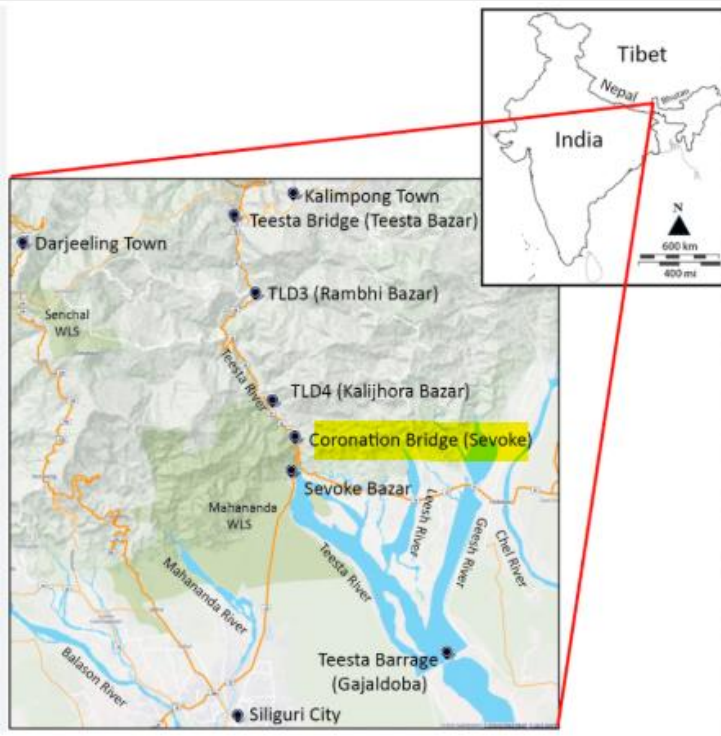 Tibet
Nepal
Bhutan
India
N
600 km
400 mi
Kalimpong Town
Teesta Bridge (Teesta Bazar)
Darjeeling Town
TLD3 (Rambhi Bazar)
Senchal
WLS
Teesta River
TLD4 (Kalijhora Bazar)
Coronation Bridge (Sevoke)
Sevoke Bazar
Mahananda
WLS
Leesh River
Geesh River
Chel River
Teesta River
Mahananda River
Balason River
Teesta Barrage
(Gajaldoba)
Siliguri City